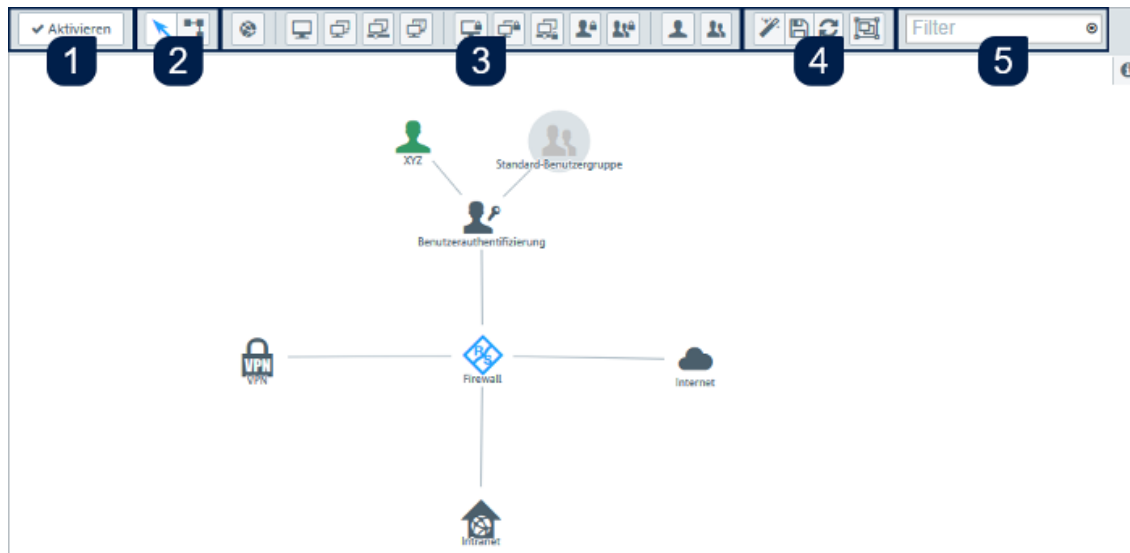 Aktivieren
Filter
1
2
3
4
5
XYZ
Standard-Benutzergruppe
Benutzerauthentifizierung
VPN
VPN
R
S
Firewall
Internet
Intranet